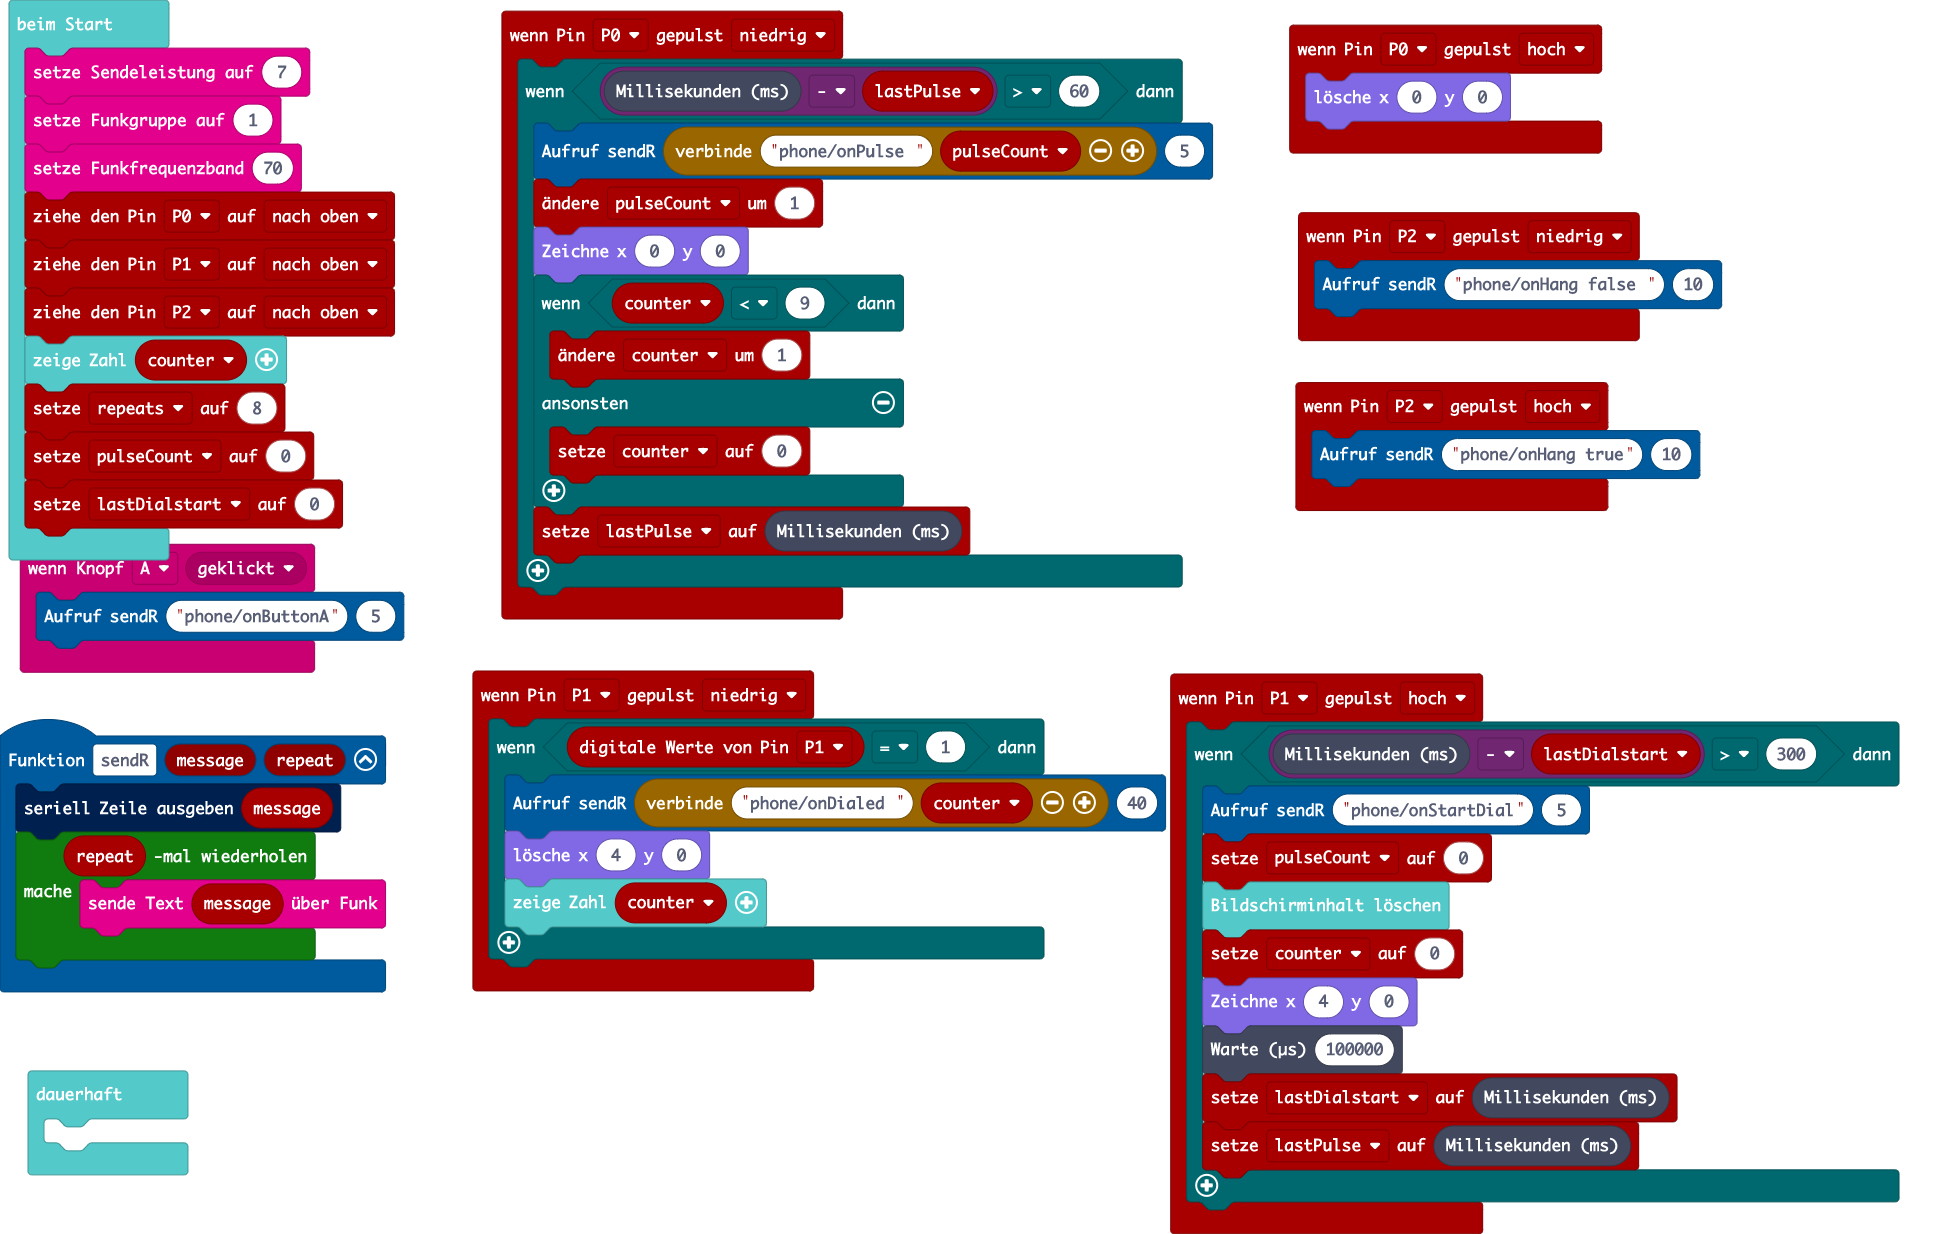 beim Start
setze Sendeleistung auf 7
setze Funkgruppe auf 1
setze Funkfrequenzband 70
ziehe den Pin P0 auf nach oben
ziehe den Pin P1 auf nach oben
ziehe den Pin P2 auf nach oben
zeige Zahl counter
setze repeats auf 8
setze pulseCount auf 0
setze lastDialstart auf 0
wenn Knopf A geklickt
Aufruf sendR "phone/onButtonA" 5
Funktion sendR message repeat
seriell Zeile ausgeben message
repeat -mal wiederholen
mache sende Text message über Funk
dauerhaft
wenn Pin P0 gepulst niedrig
wenn Millisekunden (ms) - lastPulse > 60 dann
Aufruf sendR verbinde "phone/onPulse " pulseCount 5
ändere pulseCount um 1
Zeichne x 0 y 0
wenn counter < 9 dann
ändere counter um 1
ansonsten
setze counter auf 0
setze lastPulse auf Millisekunden (ms)
wenn Pin P1 gepulst niedrig
wenn digitale Werte von Pin P1 = 1 dann
Aufruf sendR verbinde "phone/onDialed " counter 40
lösche x 4 y 0
zeige Zahl counter
wenn Pin P0 gepulst hoch
lösche x 0 y 0
wenn Pin P2 gepulst niedrig
Aufruf sendR "phone/onHang false " 10
wenn Pin P2 gepulst hoch
Aufruf sendR "phone/onHang true" 10
wenn Pin P1 gepulst hoch
wenn Millisekunden (ms) - lastDialstart > 300 dann
Aufruf sendR "phone/onStartDial" 5
setze pulseCount auf 0
Bildschirminhalt löschen
setze counter auf 0
Zeichne x 4 y 0
Warte (µs) 100000
setze lastDialstart auf Millisekunden (ms)
setze lastPulse auf Millisekunden (ms)